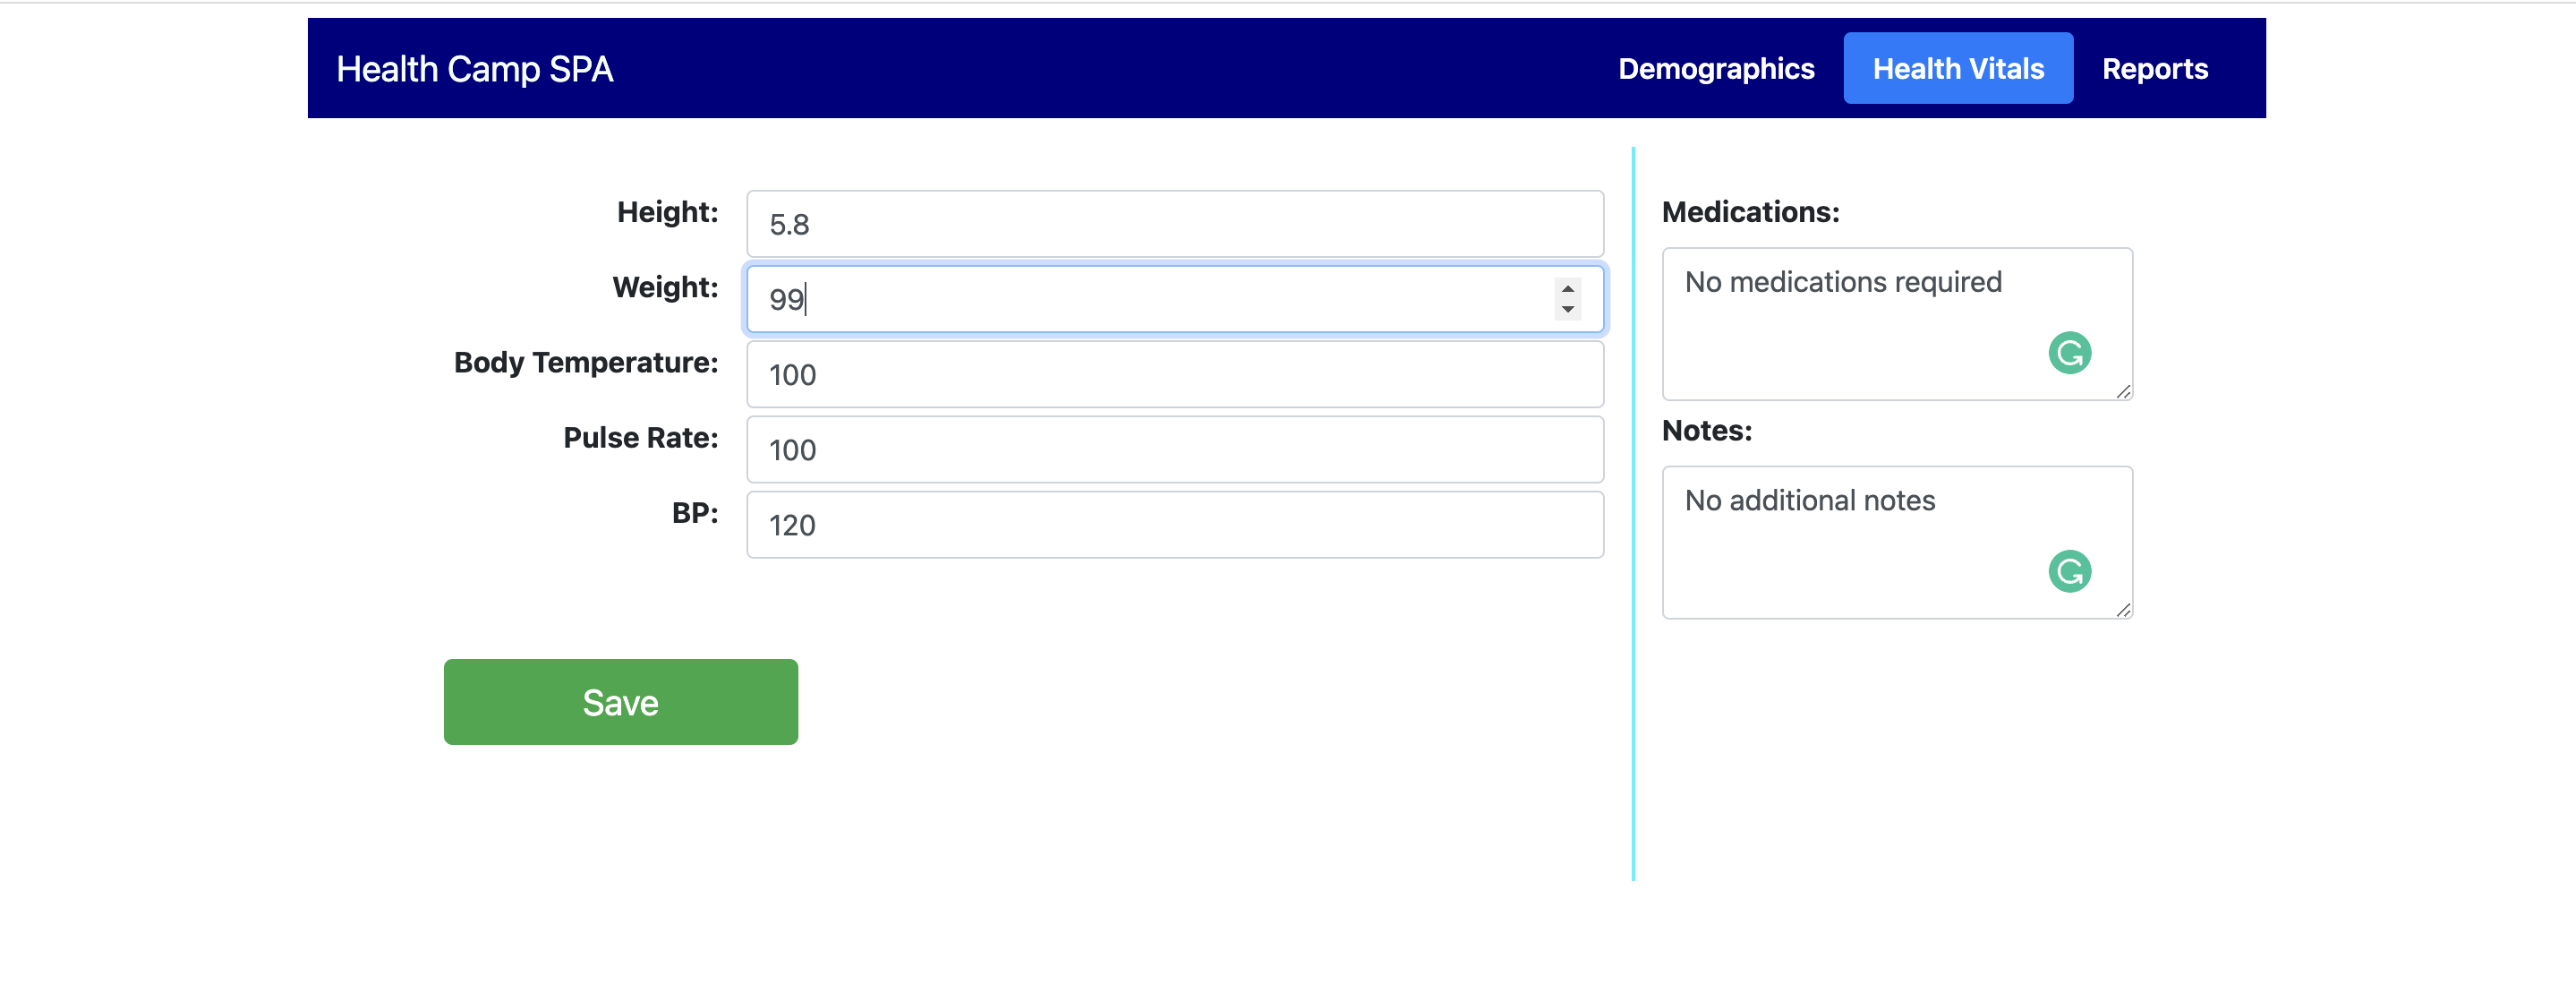 Health Camp SPA
Demographics
Health Vitals
Reports
Height:
5.8
Weight:
99
Body Temperature:
100
Pulse Rate:
100
BP:
120
Save
Medications:
No medications required
Notes:
No additional notes